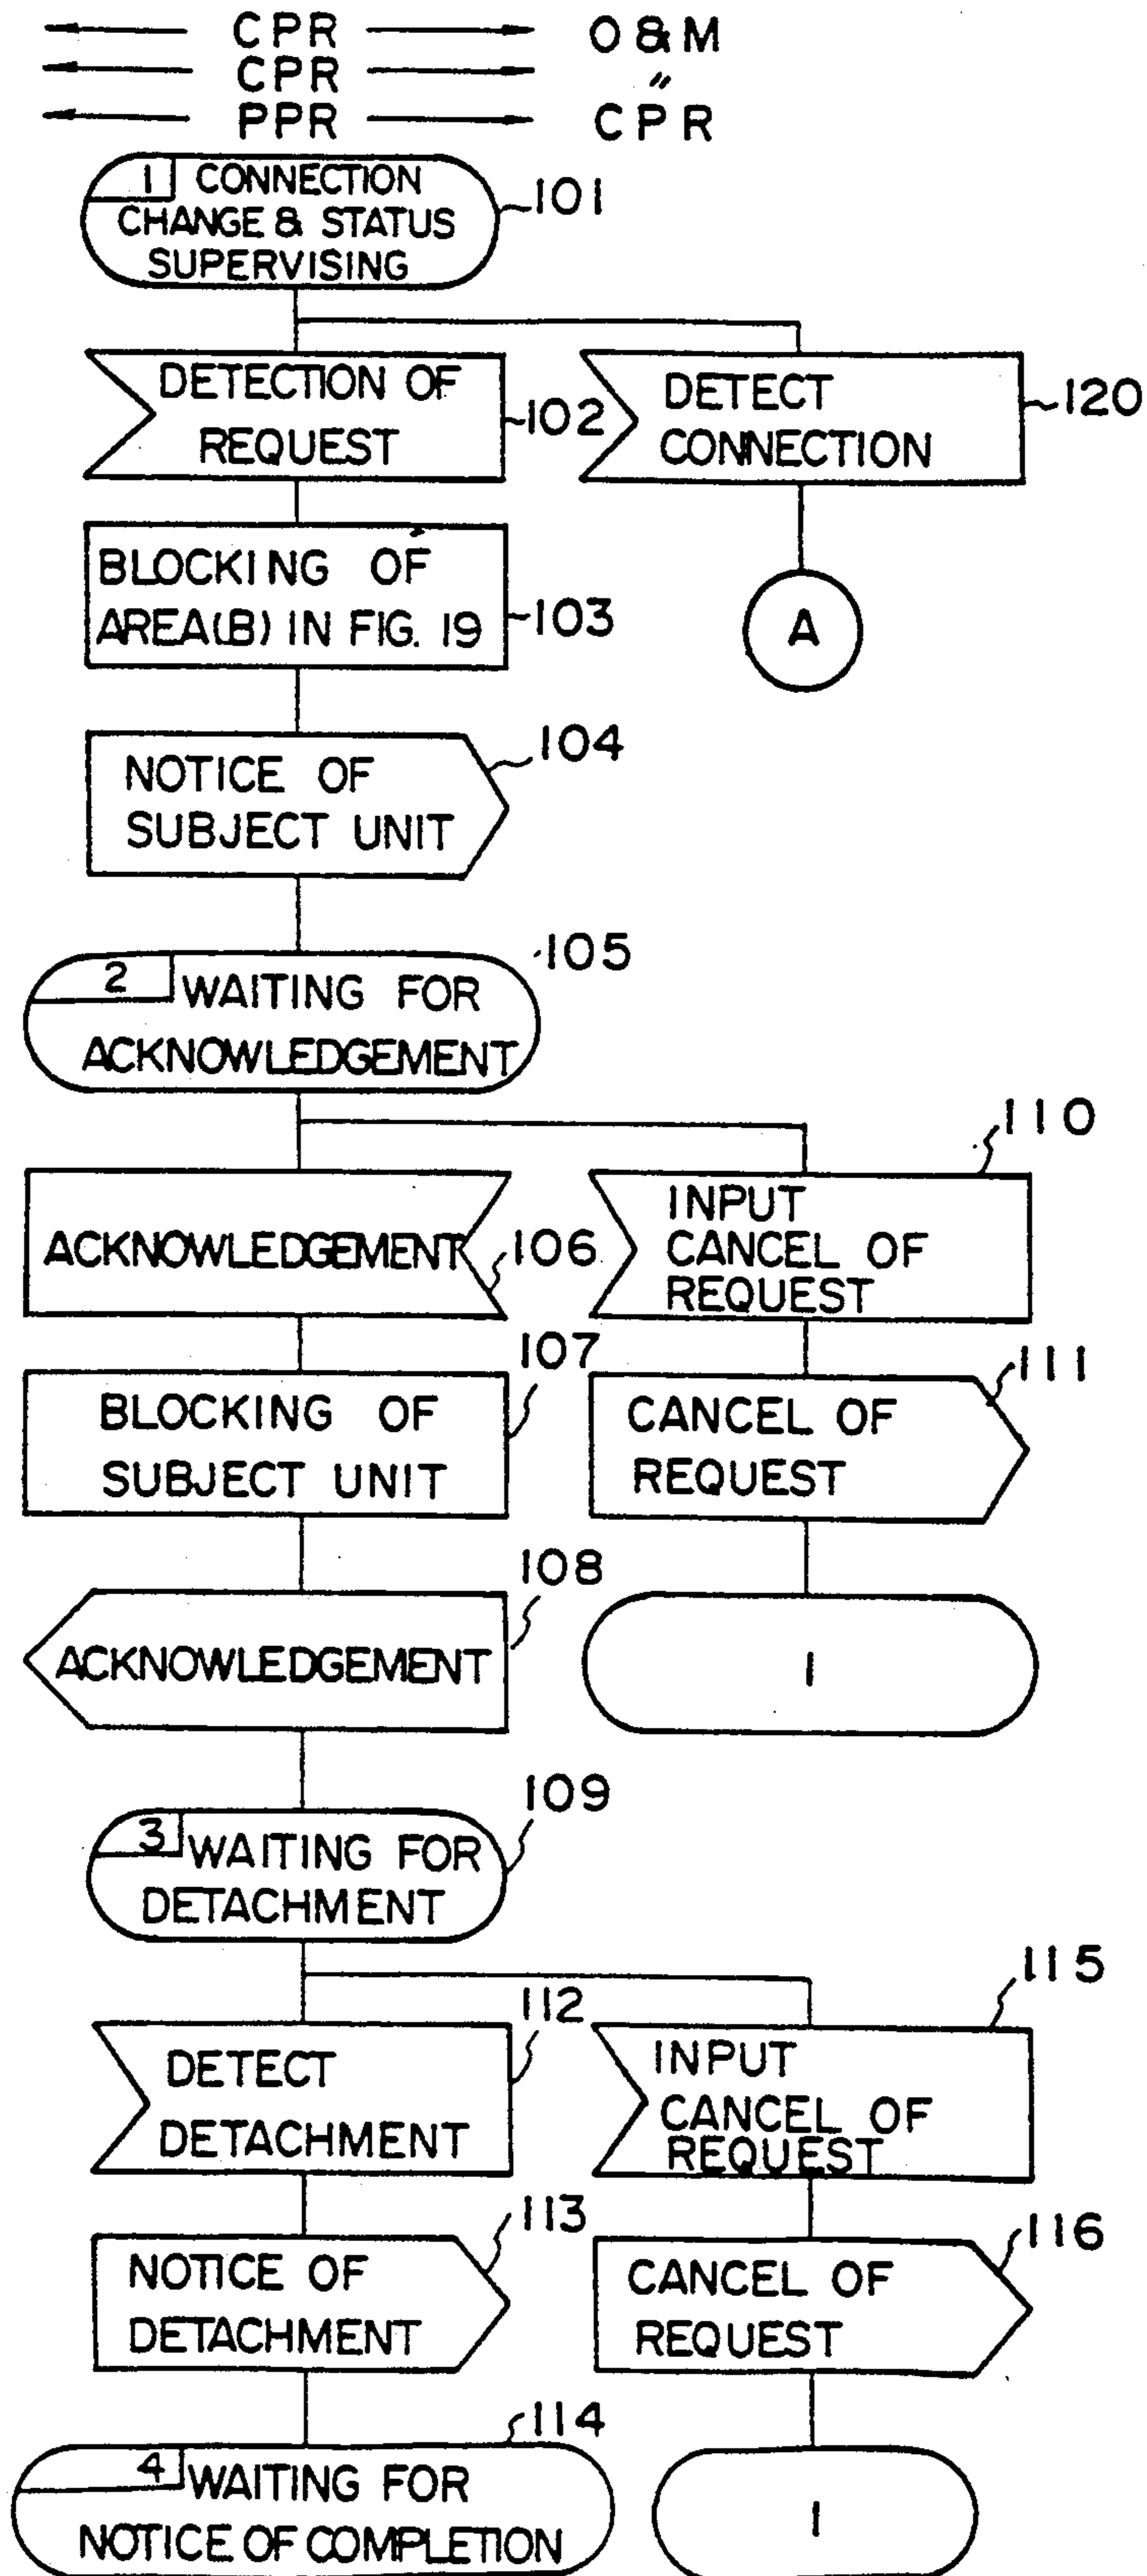 CPR O&M
CPR "
PPR CPR
1 CONNECTION
CHANGE & STATUS
SUPERVISING
101
DETECTION OF
REQUEST
102
DETECT
CONNECTION
120
BLOCKING OF
AREA(B) IN FIG. 19
103
A
NOTICE OF
SUBJECT UNIT
104
2 WAITING FOR
ACKNOWLEDGEMENT
105
ACKNOWLEDGEMENT
106
INPUT
CANCEL OF
REQUEST
110
BLOCKING OF
SUBJECT UNIT
107
CANCEL OF
REQUEST
111
ACKNOWLEDGEMENT
108
1
3 WAITING FOR
DETACHMENT
109
DETECT
DETACHMENT
112
INPUT
CANCEL OF
REQUEST
115
NOTICE OF
DETACHMENT
113
CANCEL OF
REQUEST
116
4 WAITING FOR
NOTICE OF COMPLETION
114
1